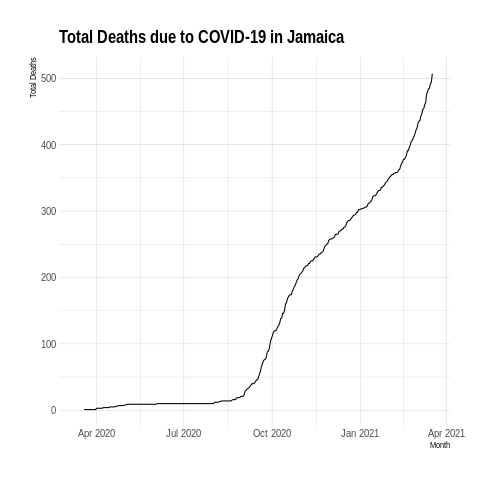 Total Deaths due to COVID-19 in Jamaica
Total Deaths
500
400
300
200
100
0
Apr 2020 Jul 2020 Oct 2020 Jan 2021 Apr 2021
Month